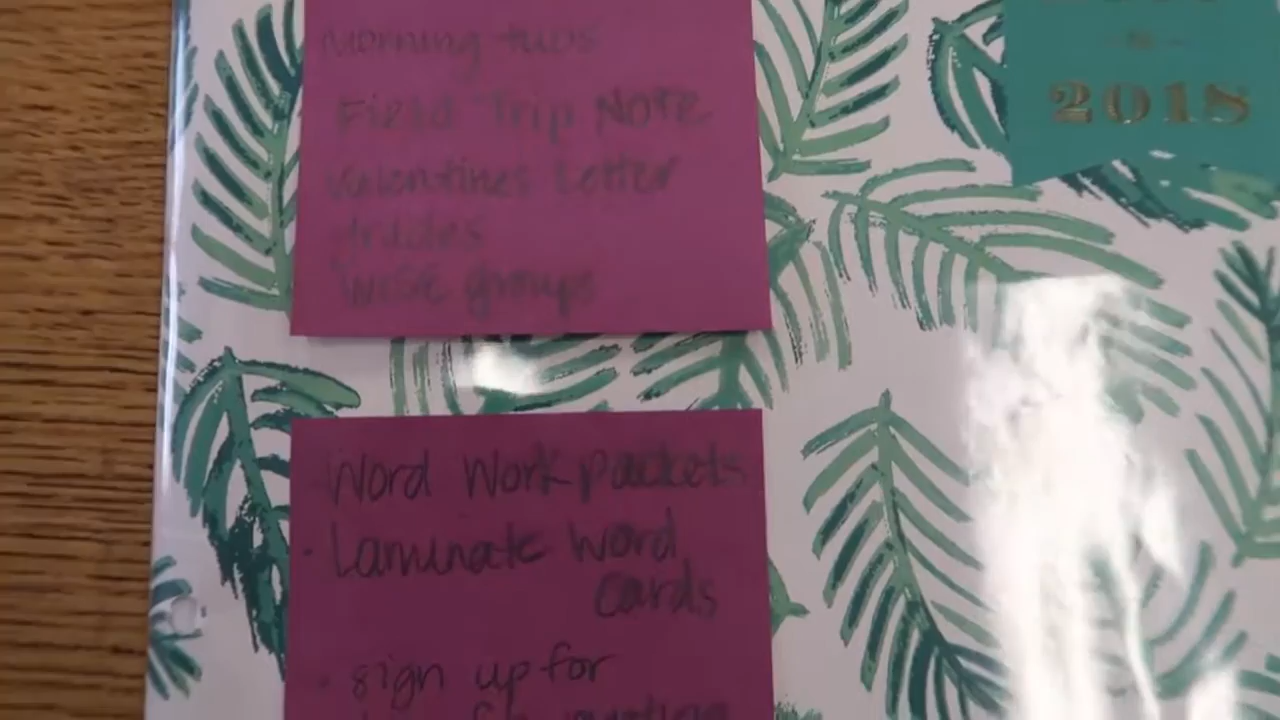 Morning tubs
Field Trip Note
Valentines Letter
Grades
Wise groups
Word Work packets
· Laminate Word
cards
· sign up for
2018